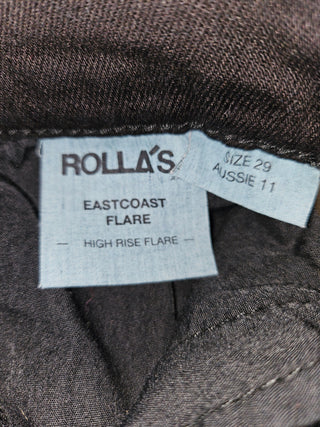 ROLLA'S
EASTCOAST
FLARE
— HIGH RISE FLARE —
SIZE 29
AUSSIE 11